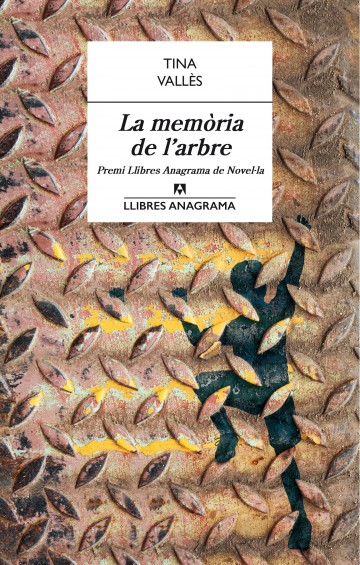 TINA
VALLÈS
La memòria
de l'arbre
Premi Llibres Anagrama de Novel·la
LLIBRES ANAGRAMA